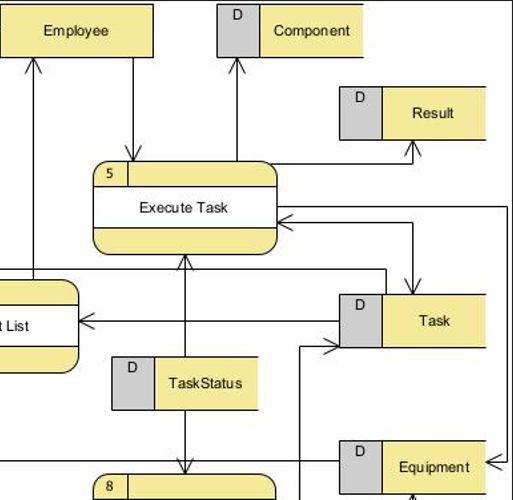 Employee
D
Component
D
Result
5
Execute Task
t List
D
Task
D
TaskStatus
D
Equipment
8